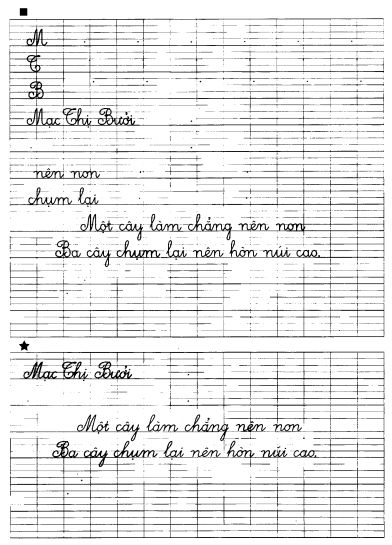 M
T
B
Mạc Thị Bưởi
nên non
chụm lại
Một cây làm chẳng nên non
Ba cây chụm lại nên hòn núi cao.
Mạc Thị Bưởi
Một cây làm chẳng nên non
Ba cây chụm lại nên hòn núi cao.